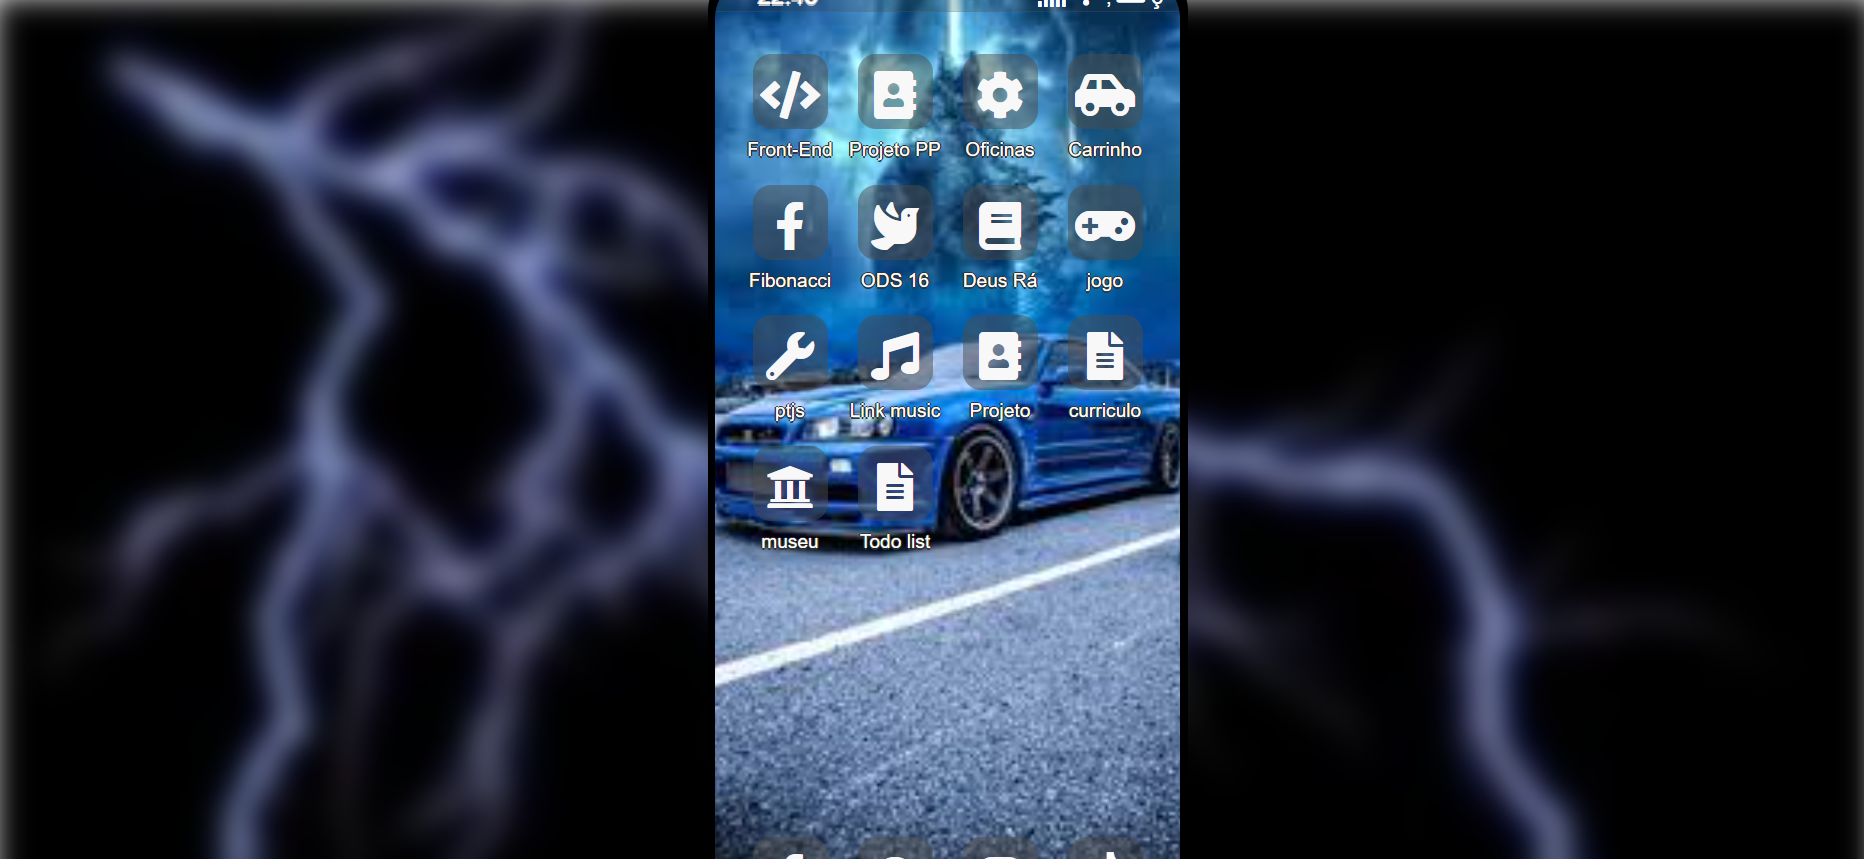 Front-End Projeto PP Oficinas Carrinho
Fibonacci ODS 16 Deus Rá jogo
ptjs Link music Projeto curriculo
museu Todo list